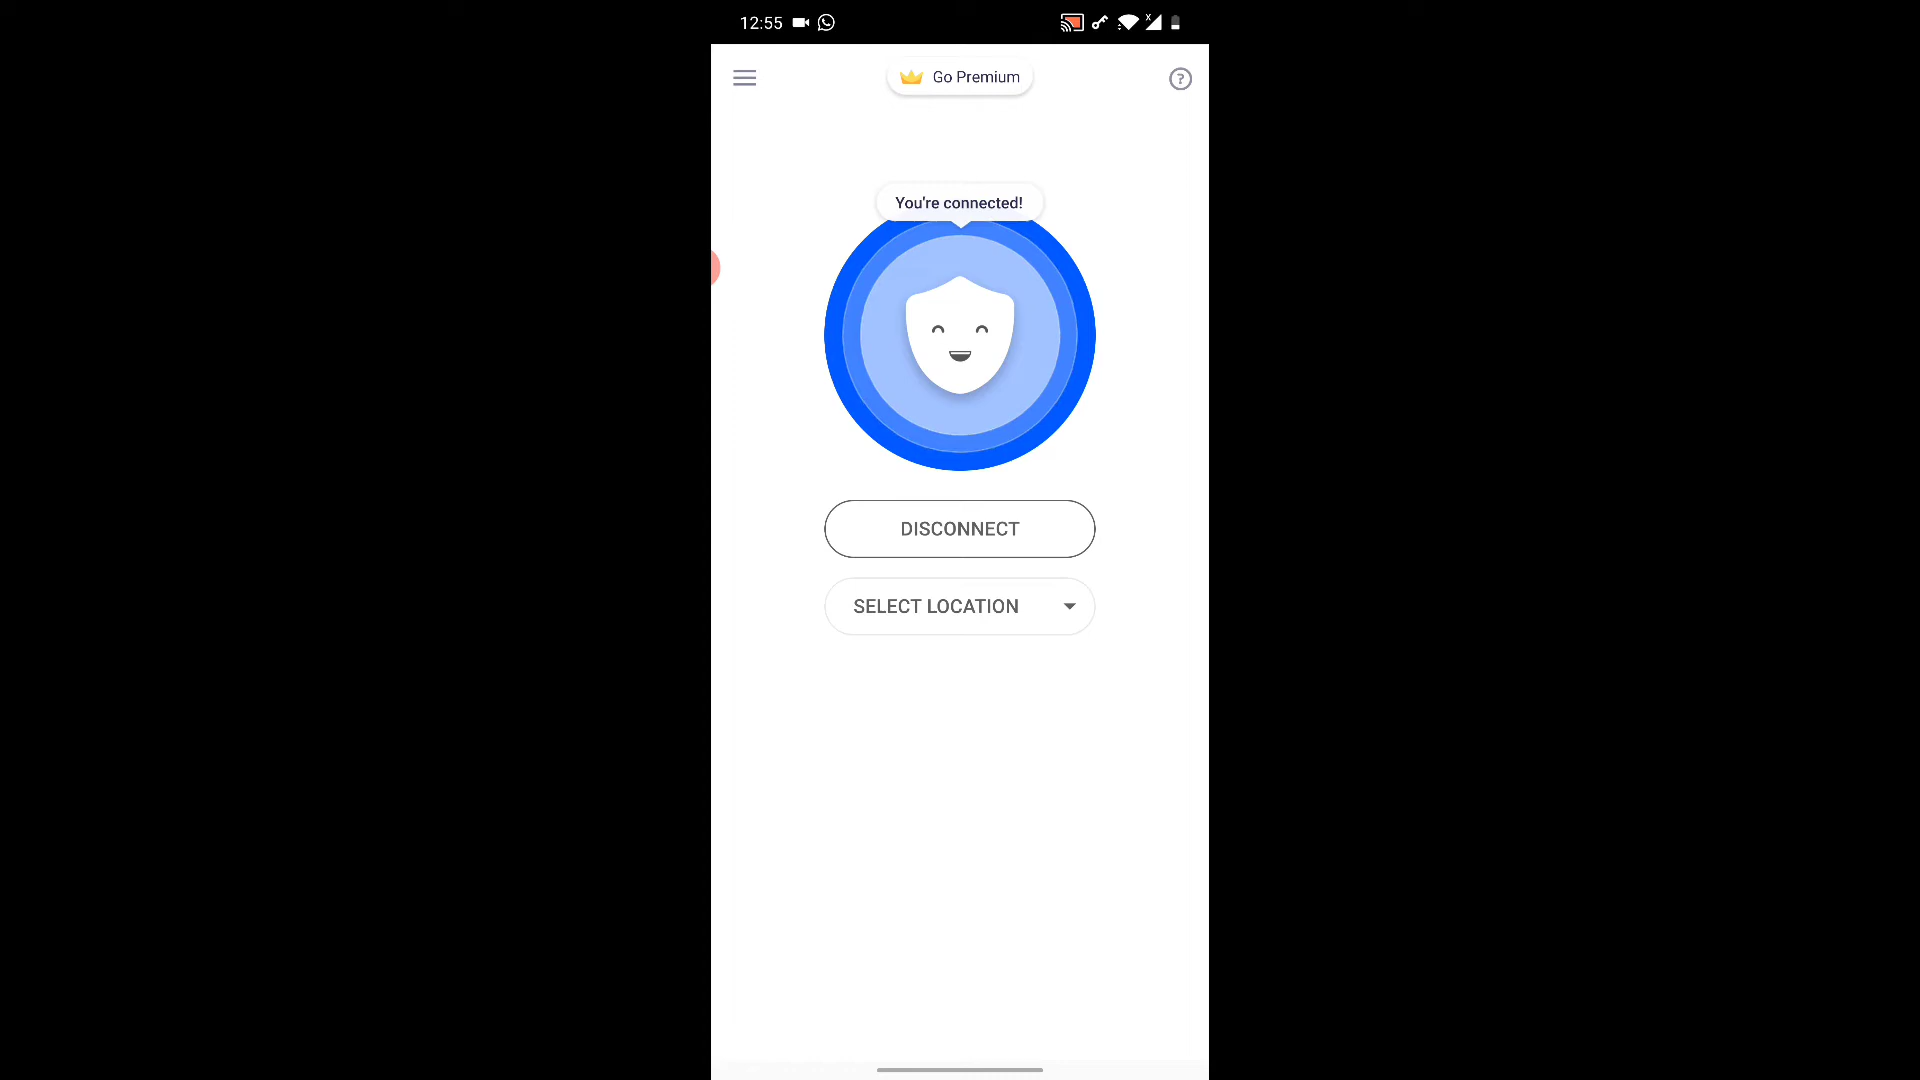 12:55
Go Premium
?
You're connected!
DISCONNECT
SELECT LOCATION